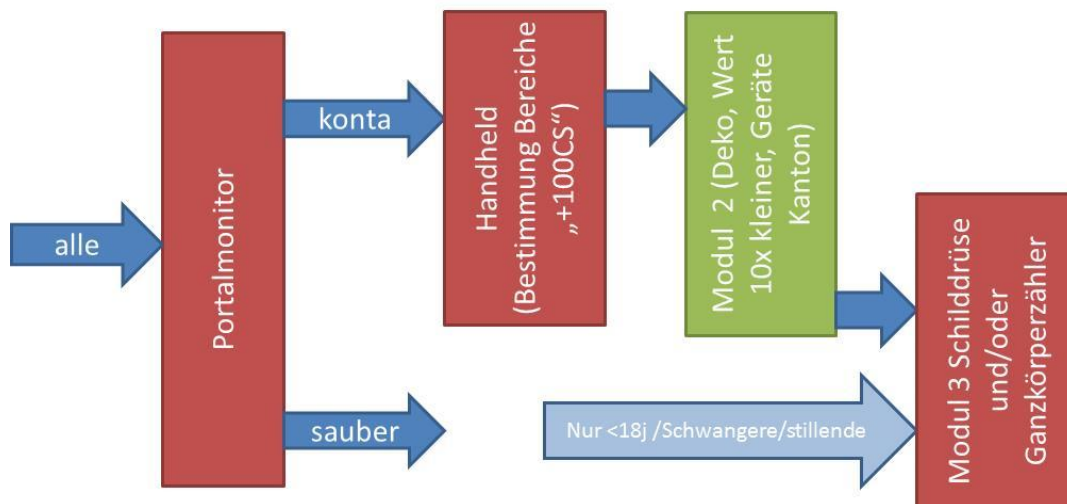 alle
Portalmonitor
konta
sauber
Handheld
(Bestimmung Bereiche
„+100CS“)
Modul 2 (Deko, Wert
10x kleiner, Geräte
Kanton)
Nur <18j /Schwangere/stillende
Modul 3 Schilddrüse
und/oder
Ganzkörperzähler